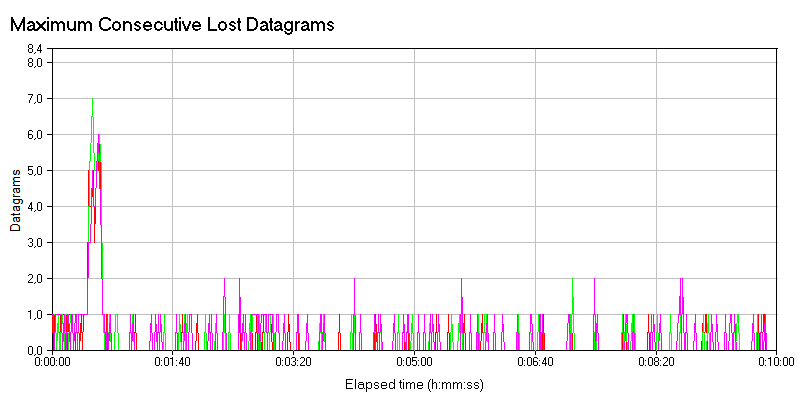 Maximum Consecutive Lost Datagrams
8,4
8,0
7,0
6,0
5,0
4,0
3,0
2,0
1,0
0,0
Datagrams
0:00:00 0:01:40 0:03:20 0:05:00 0:06:40 0:08:20 0:10:00
Elapsed time (h:mm:ss)